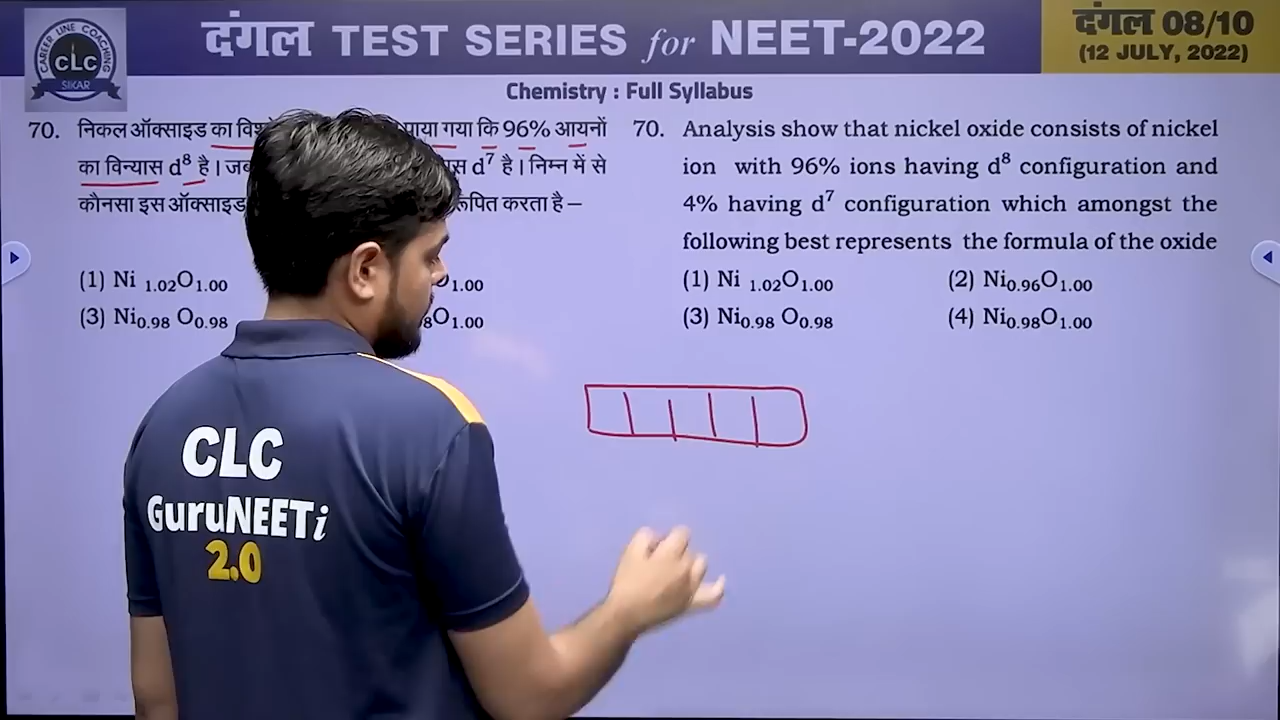 CAREER LINE COACHING
CLC
SIKAR
दंगल TEST SERIES for NEET-2022
दंगल 08/10
(12 JULY, 2022)
Chemistry : Full Syllabus
70. निकल ऑक्साइड का पाया गया कि 96% आयनों
का विन्यास d⁸ है। d⁷ है। निम्न में से
कौनसा इस ऑक्साइड करता है –
(1) Ni 1.02O1.00
O1.00
(3) Ni0.98 O0.98
O1.00
70. Analysis show that nickel oxide consists of nickel
ion with 96% ions having d⁸ configuration and
4% having d⁷ configuration which amongst the
following best represents the formula of the oxide
(1) Ni 1.02O1.00 (2) Ni0.96O1.00
(3) Ni0.98 O0.98 (4) Ni0.98O1.00
CLC
GuruNEETi
2.0